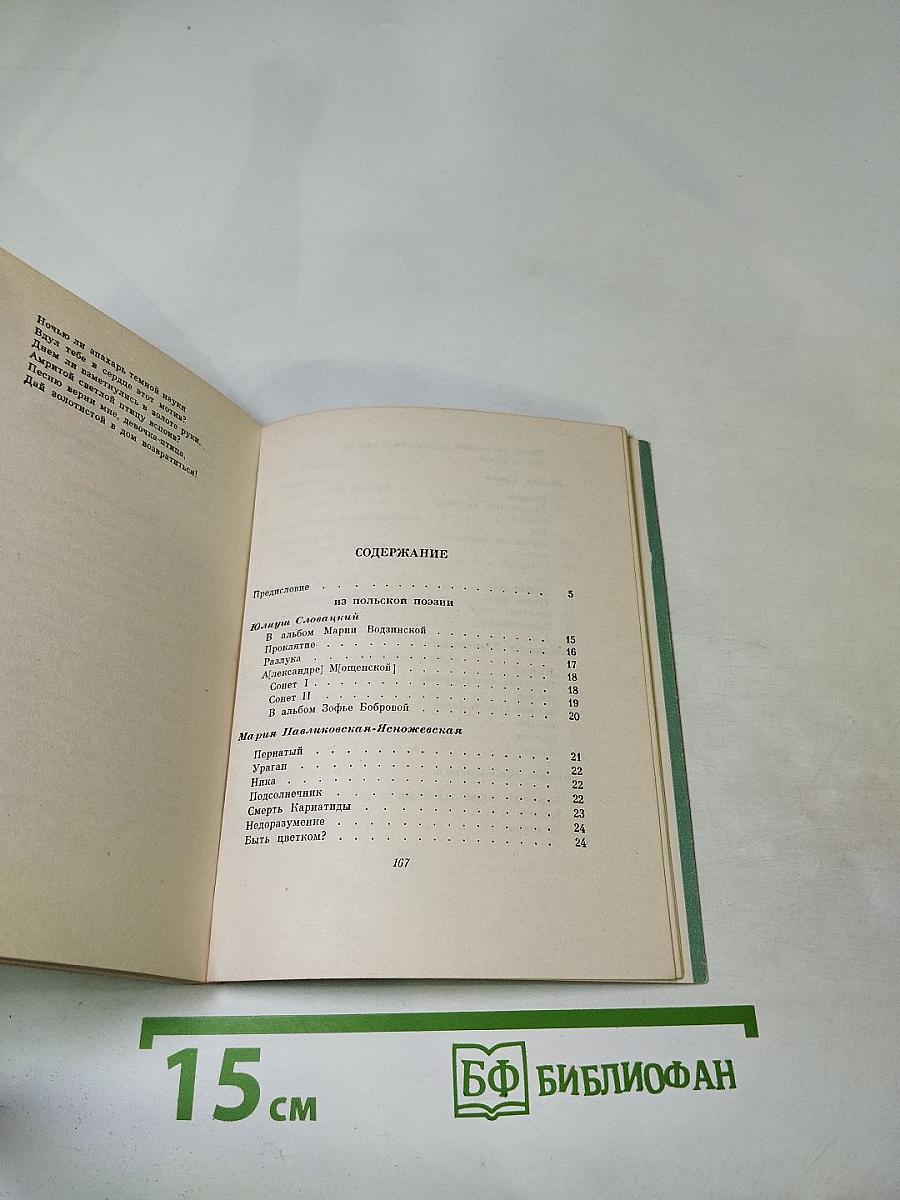 Ночью ли знахарь темной науки
Вдул тебе в сердце этот мотив?
Днем ли взметнулись в золоте руки,
Амритой светлой птицу вспоив?
Песню верни мне, девочка-птица,
Дай золотистой в дом возвратиться!
СОДЕРЖАНИЕ
Предисловие . . . . . . . . . . . . . . . 5
ИЗ ПОЛЬСКОЙ ПОЭЗИИ
Юлиуш Словацкий
В альбом Марии Водзинской . . . . . . . . 15
Проклятие . . . . . . . . . . . . . . . 16
Разлука . . . . . . . . . . . . . . . 17
А[лександре] М[ощенской] . . . . . . . . . 18
Сонет I . . . . . . . . . . . . . . . 18
Сонет II . . . . . . . . . . . . . . . 19
В альбом Зофье Бобровой . . . . . . . . . 20
Мария Павликовская-Ясножевская
Пернатый . . . . . . . . . . . . . . . 21
Ураган . . . . . . . . . . . . . . . 22
Ника . . . . . . . . . . . . . . . 22
Подсолнечник . . . . . . . . . . . . . 22
Смерть Кариатиды . . . . . . . . . . . 23
Недоразумение . . . . . . . . . . . . . 24
Быть цветком? . . . . . . . . . . . . . 24
167
15 см
БФ БИБЛИОФАН